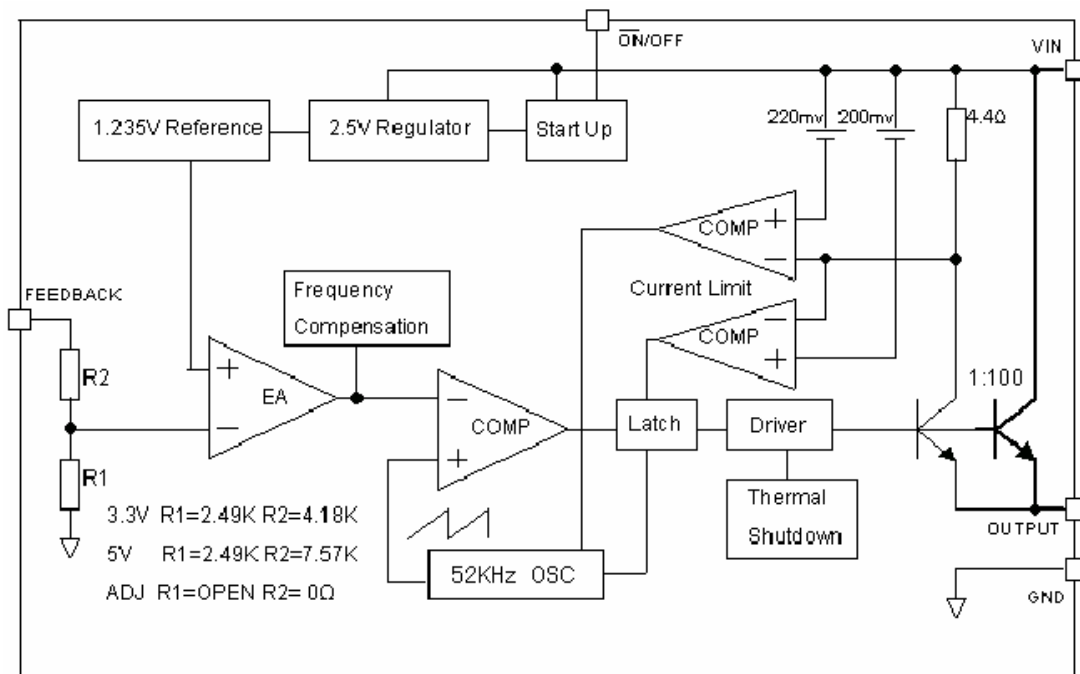 ON/OFF
VIN
1.235V Reference
2.5V Regulator
Start Up
220mv
200mv
4.4Ω
+
COMP
−
FEEDBACK
Frequency
Compensation
Current Limit
−
COMP
+
R2
+
EA
−
−
COMP
+
1:100
Latch
Driver
R1
Thermal
Shutdown
3.3V R1=2.49K R2=4.18K
5V R1=2.49K R2=7.57K
ADJ R1=OPEN R2= 0Ω
52KHz OSC
OUTPUT
GND